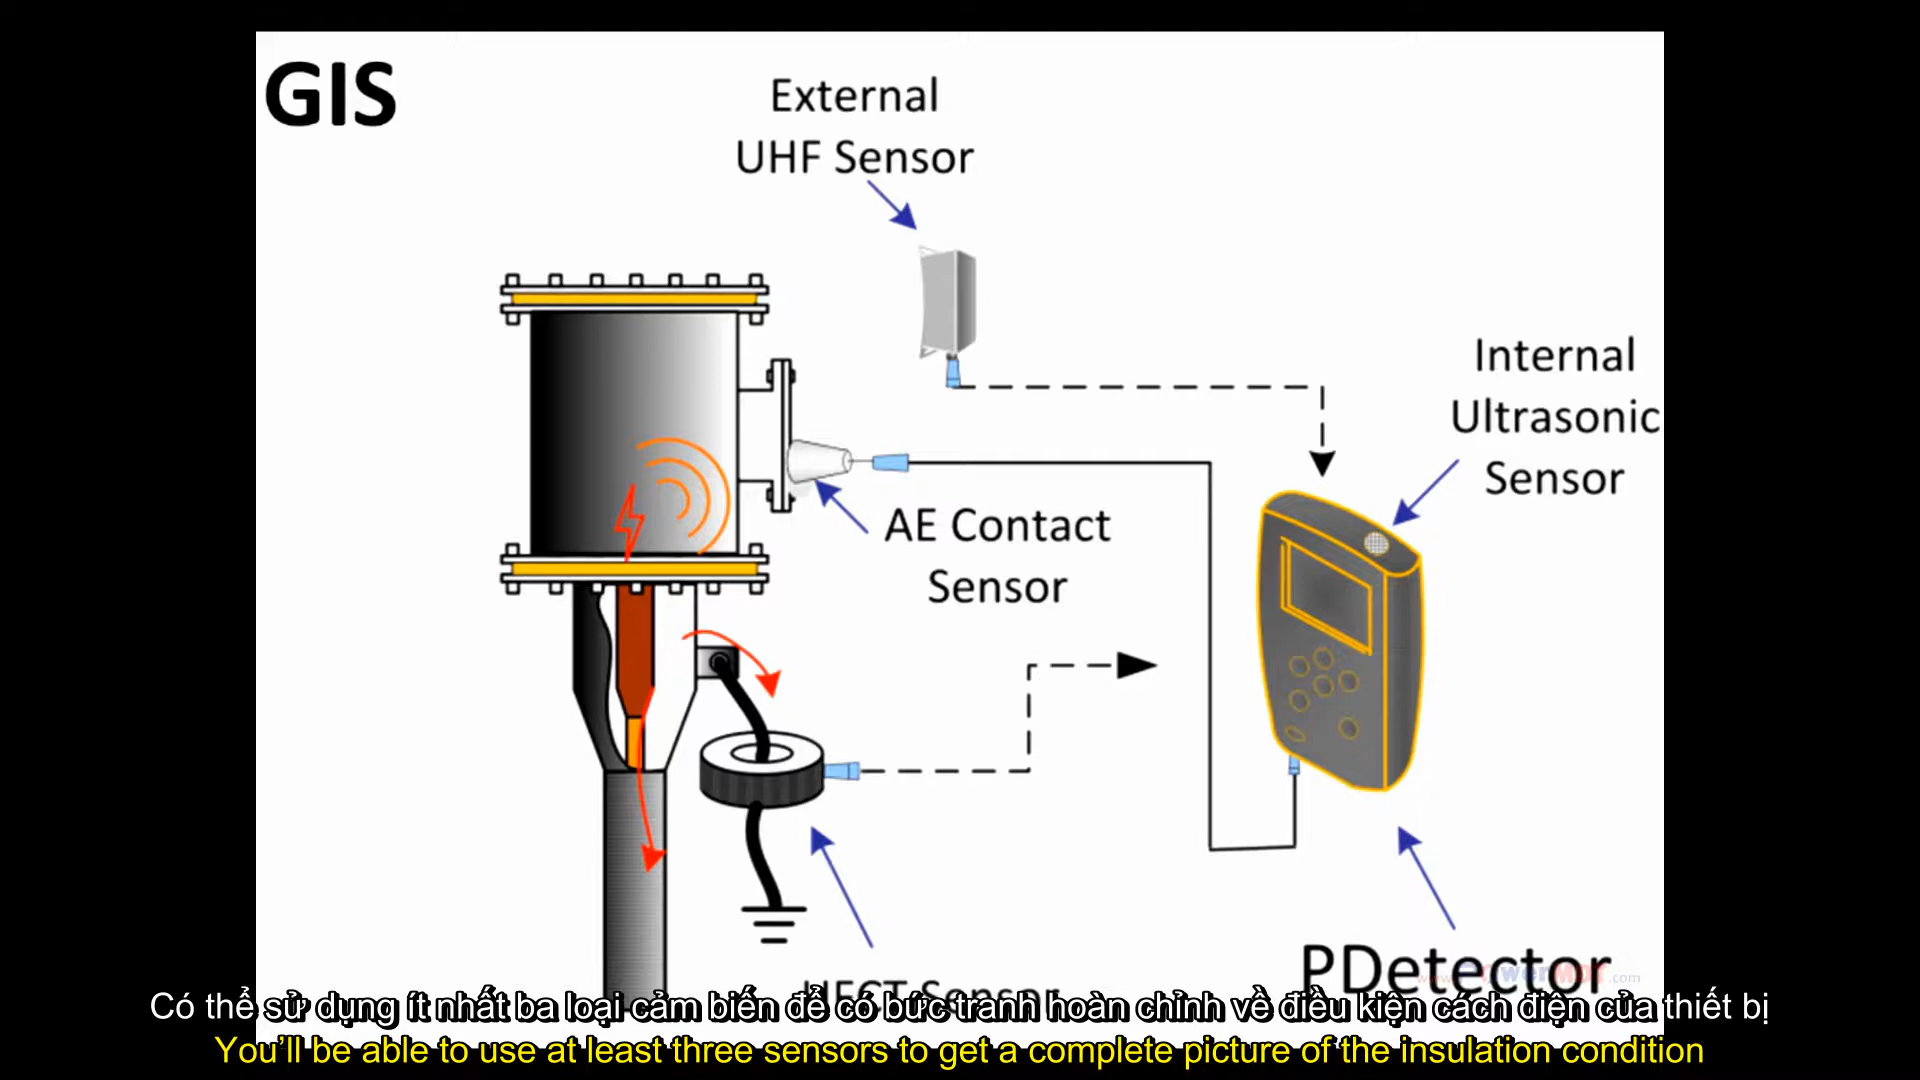 GIS
External
UHF Sensor
Internal
Ultrasonic
Sensor
AE Contact
Sensor
HFCT Sensor
PDetector
Có thể sử dụng ít nhất ba loại cảm biến để có bức tranh hoàn chỉnh về điều kiện cách điện của thiết bị
You’ll be able to use at least three sensors to get a complete picture of the insulation condition